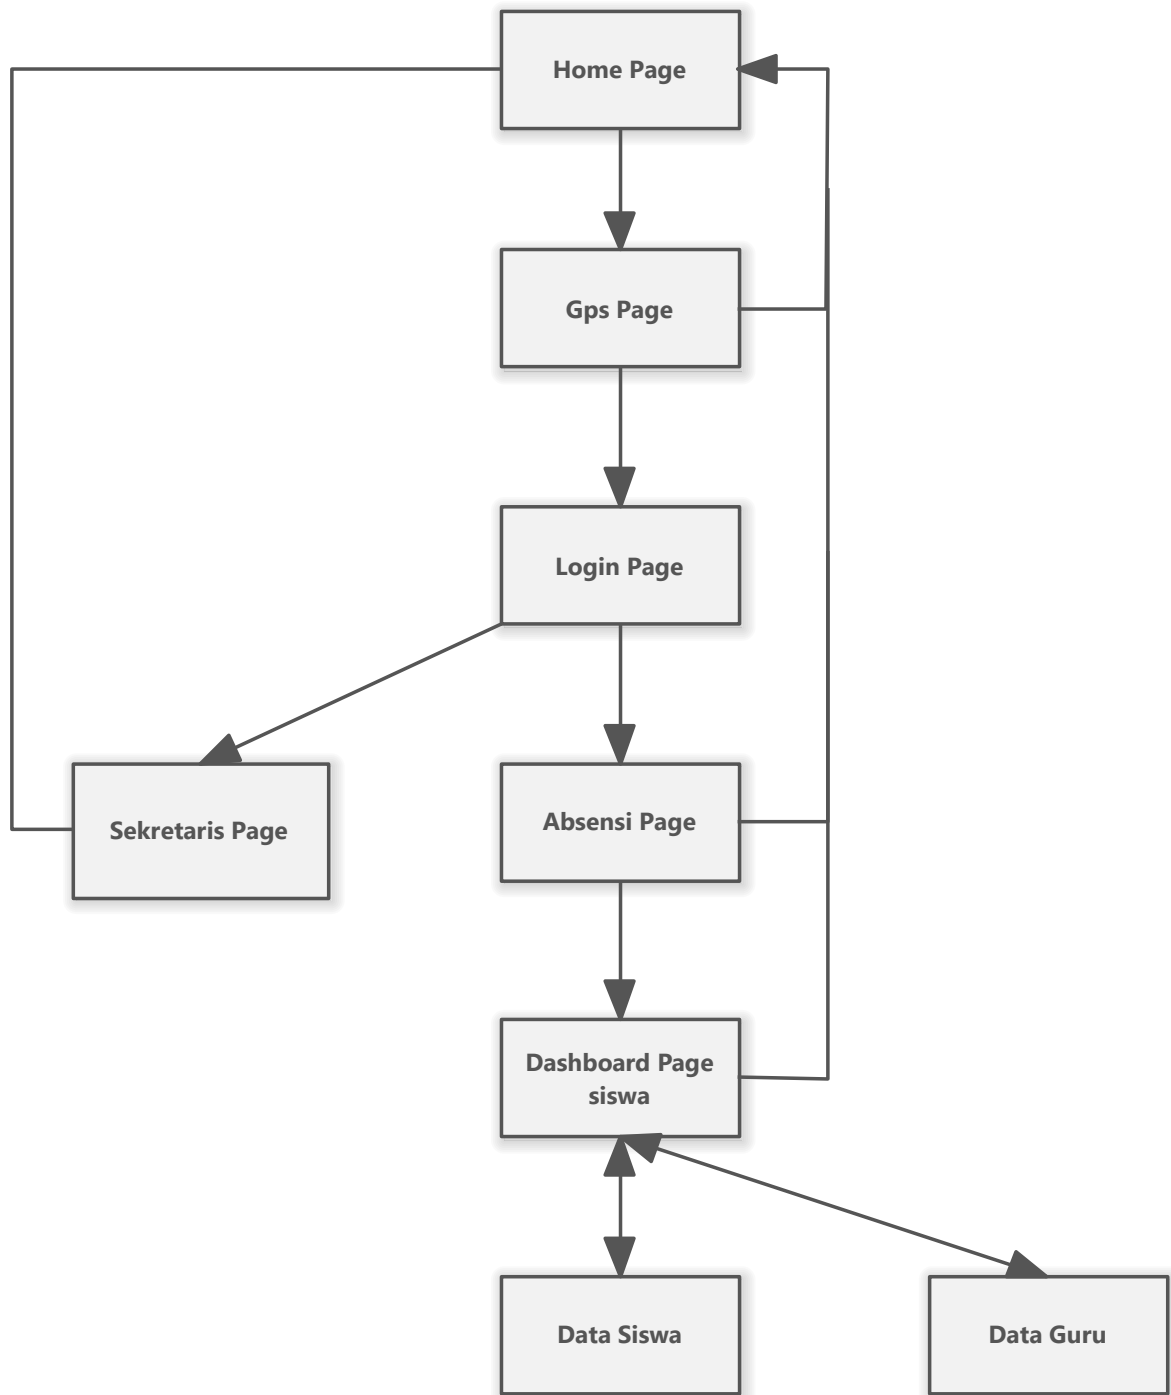 Home Page
Gps Page
Login Page
Sekretaris Page
Absensi Page
Dashboard Page
siswa
Data Siswa
Data Guru